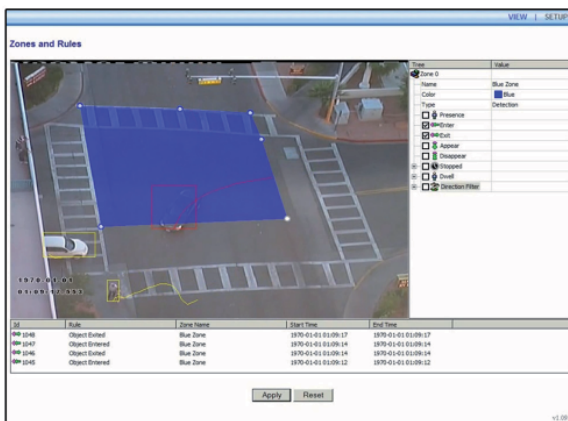 VIEW | SETUP
Zones and Rules
Tree Value
Zone 0
Name Blue Zone
Color Blue
Type Detection
Presence
Enter
Exit
Appear
Disappear
Stopped
Dwell
Direction Filter
1970-01-01
Id Rule Zone Name Start Time End Time
1048 Object Exited Blue Zone 1970-01-01 01:09:17 1970-01-01 01:09:17
1047 Object Entered Blue Zone 1970-01-01 01:09:14 1970-01-01 01:09:14
1046 Object Exited Blue Zone 1970-01-01 01:09:14 1970-01-01 01:09:14
1045 Object Entered Blue Zone 1970-01-01 01:09:12 1970-01-01 01:09:12
Apply Reset